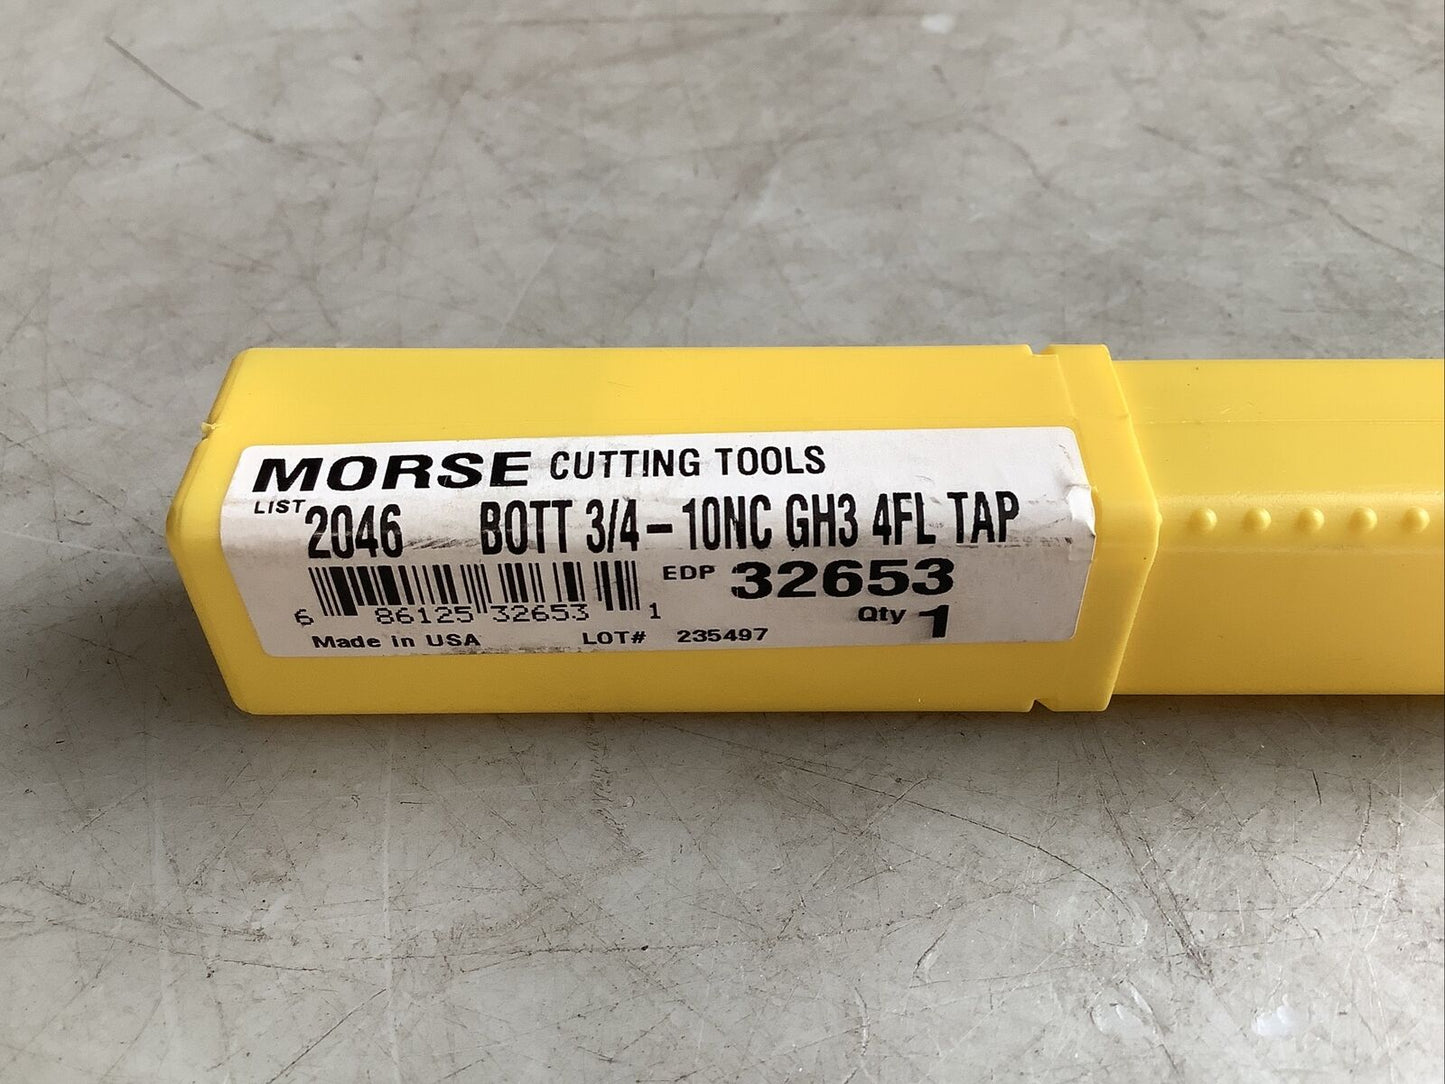 MORSE CUTTING TOOLS
LIST 2046 BOTT 3/4-10NC GH3 4FL TAP
EDP 32653
6 86125 32653 1
Qty 1
Made in USA LOT# 235497